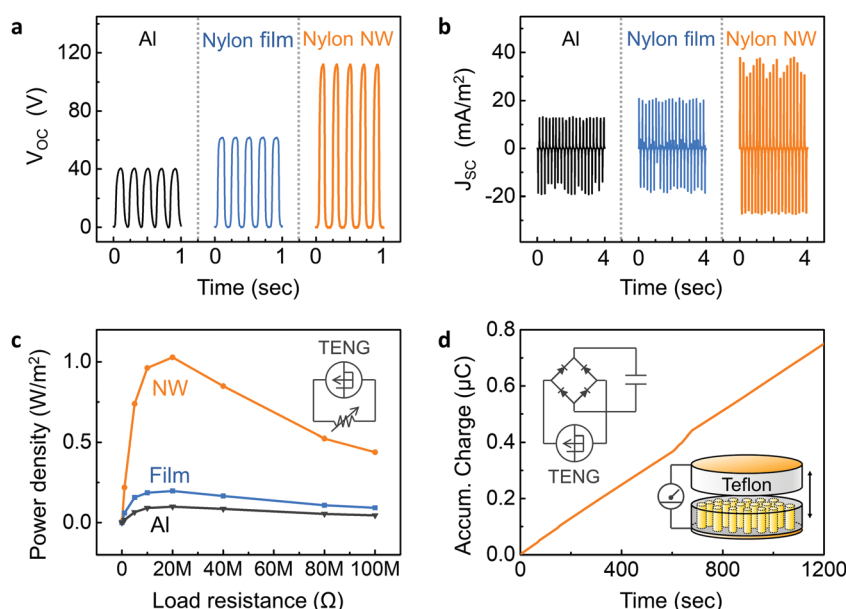 a
Al
Nylon film
Nylon NW
V_OC (V)
120
80
40
0
0 1 0 1 0 1
Time (sec)
b
Al
Nylon film
Nylon NW
J_SC (mA/m²)
40
20
0
-20
0 4 0 4 0 4
Time (sec)
c
Power density (W/m²)
1.0
0.5
0.0
NW
Film
Al
TENG
0 20M 40M 60M 80M 100M
Load resistance (Ω)
d
Accum. Charge (µC)
0.8
0.6
0.4
0.2
0.0
TENG
Teflon
0 400 800 1200
Time (sec)